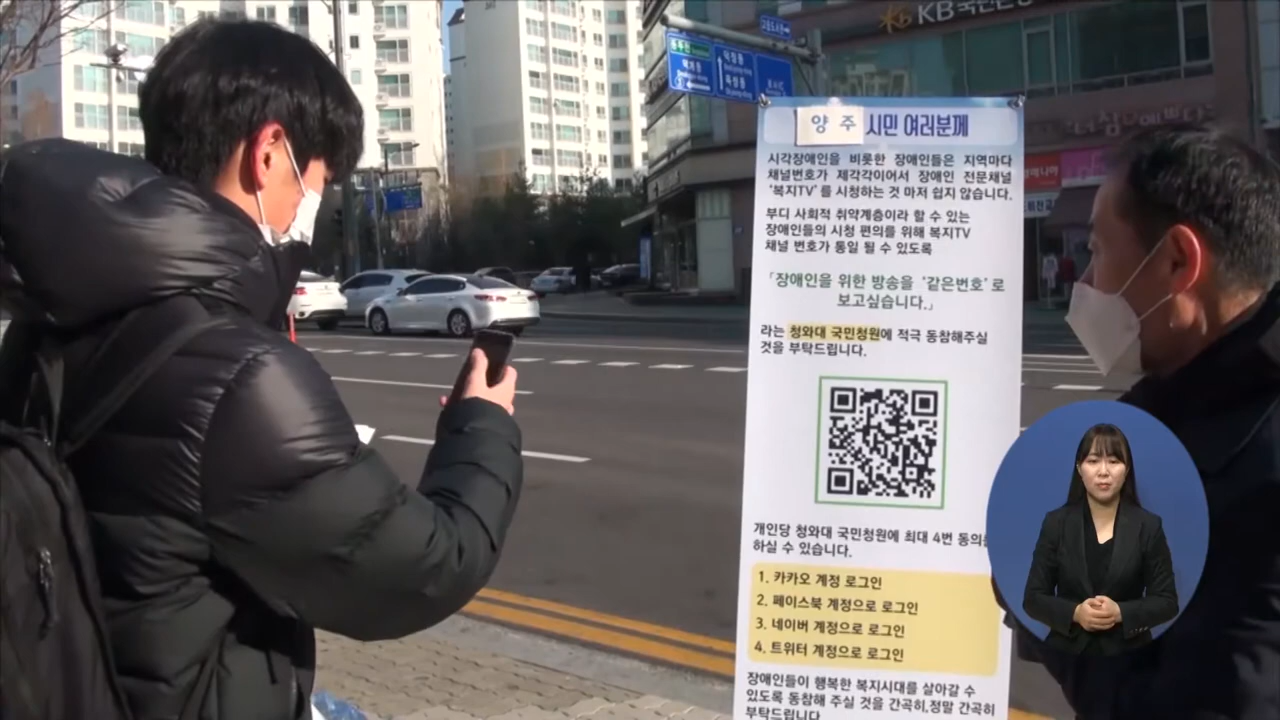 KB국민은행
양 주 시민 여러분께
시각장애인을 비롯한 장애인들은 지역마다
채널번호가 제각각이어서 장애인 전문채널
'복지TV' 를 시청하는 것 마저 쉽지 않습니다.
부디 사회적 취약계층이라 할 수 있는
장애인들의 시청 편의를 위해 복지TV
채널 번호가 통일 될 수 있도록
「장애인을 위한 방송을 '같은번호' 로
보고싶습니다.」
라는 청와대 국민청원에 적극 동참해주실
것을 부탁드립니다.
개인당 청와대 국민청원에 최대 4번 동의를
하실 수 있습니다.
1. 카카오 계정 로그인
2. 페이스북 계정으로 로그인
3. 네이버 계정으로 로그인
4. 트위터 계정으로 로그인
장애인들이 행복한 복지시대를 살아갈 수
있도록 동참해 주실 것을 간곡히,정말 간곡히
부탁드립니다